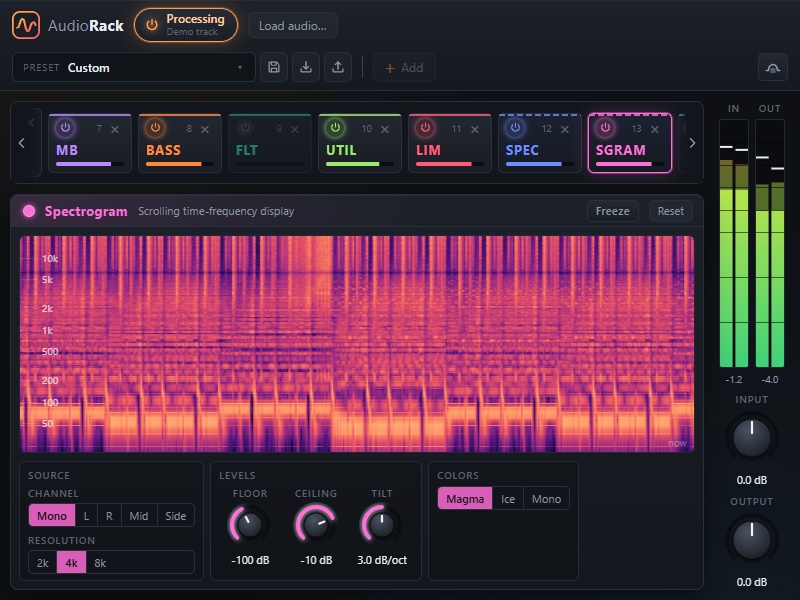 AudioRack
Processing
Demo track
Load audio...
PRESET Custom
+ Add
7
MB
8
BASS
9
FLT
10
UTIL
11
LIM
12
SPEC
13
SGRAM
IN OUT
Spectrogram Scrolling time-frequency display Freeze Reset
10k
5k
2k
1k
500
200
100
50
now
-1.2 -4.0
INPUT
0.0 dB
OUTPUT
0.0 dB
SOURCE
CHANNEL
Mono L R Mid Side
RESOLUTION
2k 4k 8k
LEVELS
FLOOR CEILING TILT
-100 dB -10 dB 3.0 dB/oct
COLORS
Magma Ice Mono